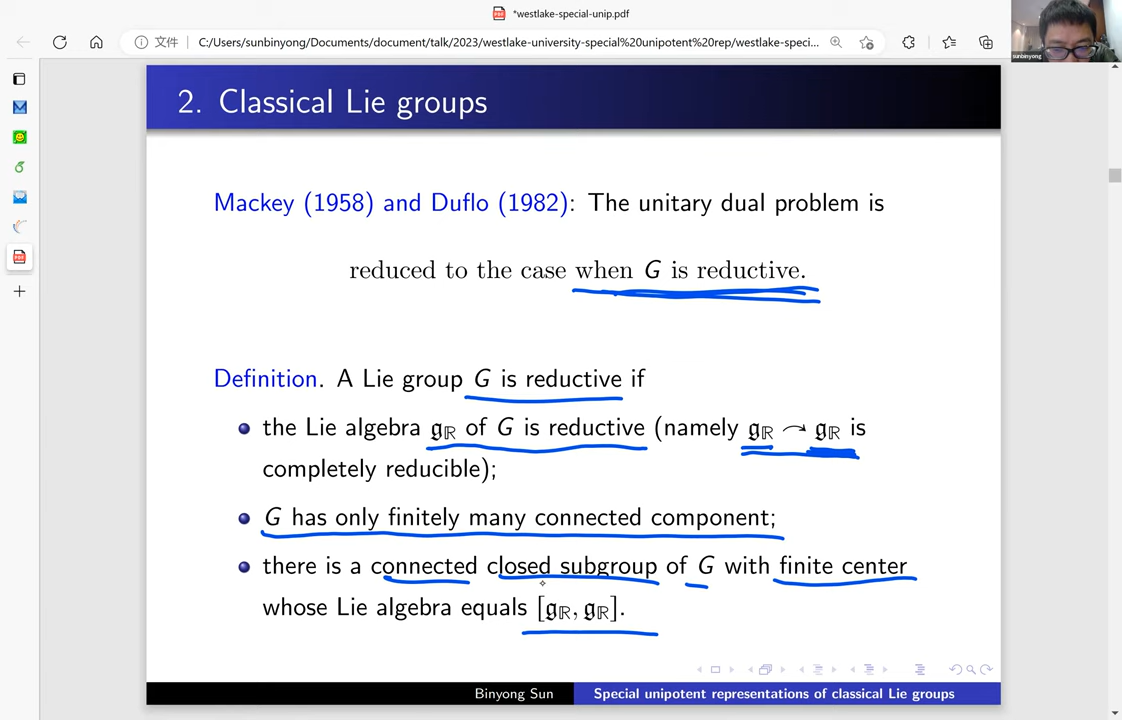 *westlake-special-unip.pdf
文件
C:/Users/sunbinyong/Documents/document/talk/2023/westlake-university-special%20unipotent%20rep/westlake-speci...
sunbinyong
2. Classical Lie groups
Mackey (1958) and Duflo (1982): The unitary dual problem is
reduced to the case when G is reductive.
Definition. A Lie group G is reductive if
the Lie algebra 𝔤ℝ of G is reductive (namely 𝔤ℝ ↷ 𝔤ℝ is
completely reducible);
G has only finitely many connected component;
there is a connected closed subgroup of G with finite center
whose Lie algebra equals [𝔤ℝ, 𝔤ℝ].
Binyong Sun
Special unipotent representations of classical Lie groups